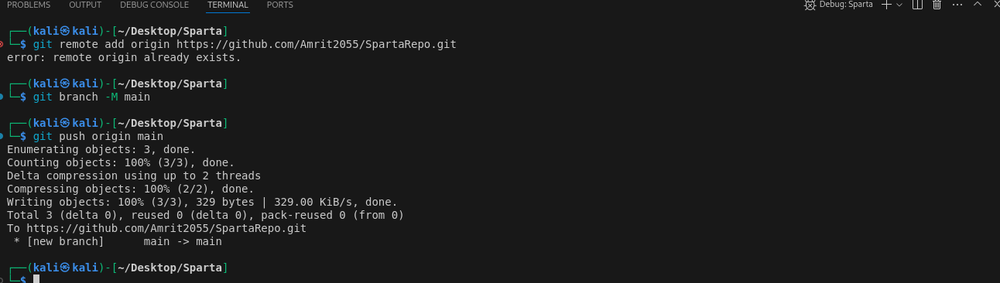 PROBLEMS OUTPUT DEBUG CONSOLE TERMINAL PORTS Debug: Sparta
┌──(kali㉿kali)-[~/Desktop/Sparta]
└─$ git remote add origin https://github.com/Amrit2055/SpartaRepo.git
error: remote origin already exists.
┌──(kali㉿kali)-[~/Desktop/Sparta]
└─$ git branch -M main
┌──(kali㉿kali)-[~/Desktop/Sparta]
└─$ git push origin main
Enumerating objects: 3, done.
Counting objects: 100% (3/3), done.
Delta compression using up to 2 threads
Compressing objects: 100% (2/2), done.
Writing objects: 100% (3/3), 329 bytes | 329.00 KiB/s, done.
Total 3 (delta 0), reused 0 (delta 0), pack-reused 0 (from 0)
To https://github.com/Amrit2055/SpartaRepo.git
 * [new branch]      main -> main
┌──(kali㉿kali)-[~/Desktop/Sparta]
└─$